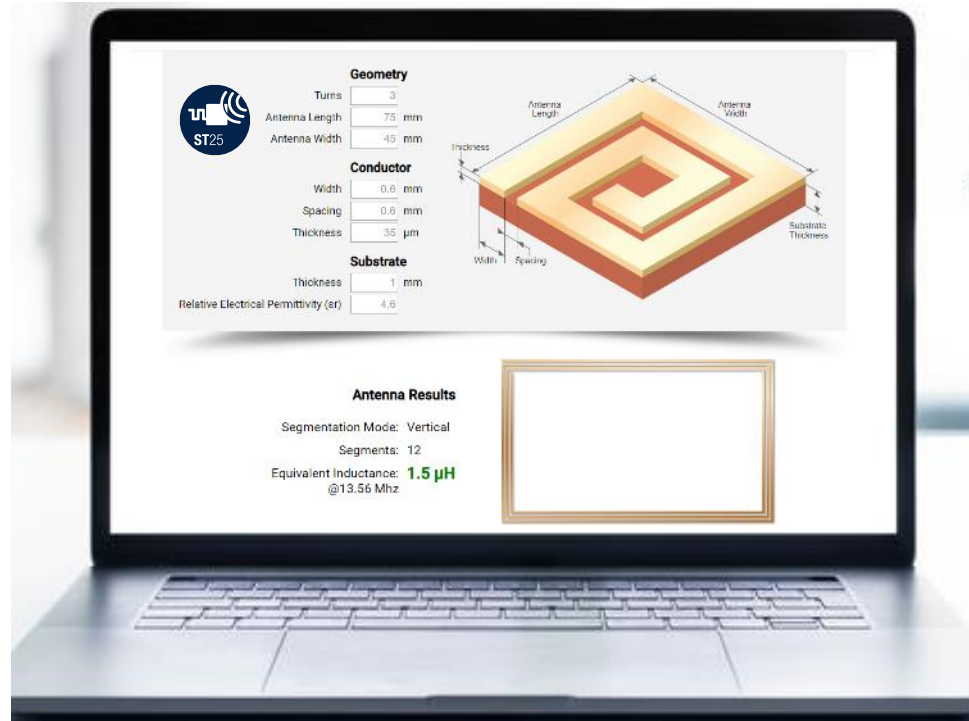 Geometry
Turns 3
Antenna Length 75 mm
Antenna Width 45 mm
Conductor
Width 0.6 mm
Spacing 0.6 mm
Thickness 35 µm
Substrate
Thickness 1 mm
Relative Electrical Permittivity (εr) 4.6
ST25
Antenna
Length
Antenna
Width
Thickness
Width
Spacing
Substrate
Thickness
Antenna Results
Segmentation Mode: Vertical
Segments: 12
Equivalent Inductance: 1.5 µH
@13.56 Mhz